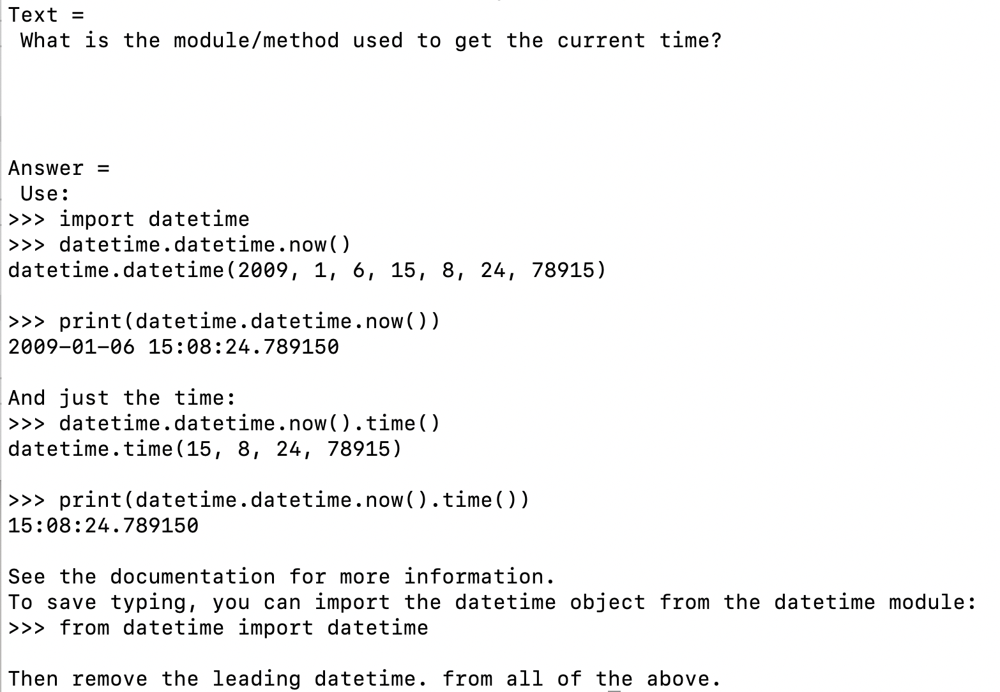 Text =
What is the module/method used to get the current time?
Answer =
Use:
>>> import datetime
>>> datetime.datetime.now()
datetime.datetime(2009, 1, 6, 15, 8, 24, 78915)
>>> print(datetime.datetime.now())
2009-01-06 15:08:24.789150
And just the time:
>>> datetime.datetime.now().time()
datetime.time(15, 8, 24, 78915)
>>> print(datetime.datetime.now().time())
15:08:24.789150
See the documentation for more information.
To save typing, you can import the datetime object from the datetime module:
>>> from datetime import datetime
Then remove the leading datetime. from all of the above.